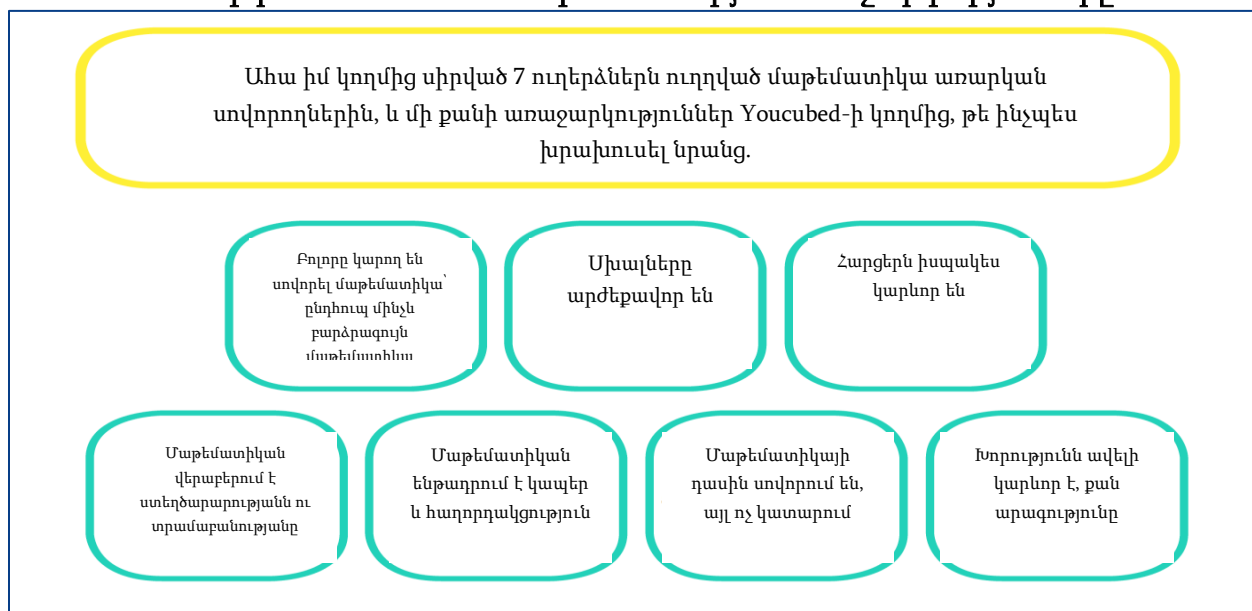 Ահա իմ կողմից սիրված 7 ուղերձներն ուղղված մաթեմատիկա առարկան
սովորողներին, և մի քանի առաջարկություններ Youcubed-ի կողմից, թե ինչպես
խրախուսել նրանց.
Բոլորը կարող են
սովորել մաթեմատիկա՝
ընդհուպ մինչև
բարձրագույն
մաթեմատիկա
Սխալները
արժեքավոր են
Հարցերն իսպակես
կարևոր են
Մաթեմատիկան
վերաբերում է
ստեղծարարությանն ու
տրամաբանությանը
Մաթեմատիկան
ենթադրում է կապեր
և հաղորդակցություն
Մաթեմատիկայի
դասին սովորում են,
այլ ոչ կատարում
Խորությունն ավելի
կարևոր է, քան
արագությունը